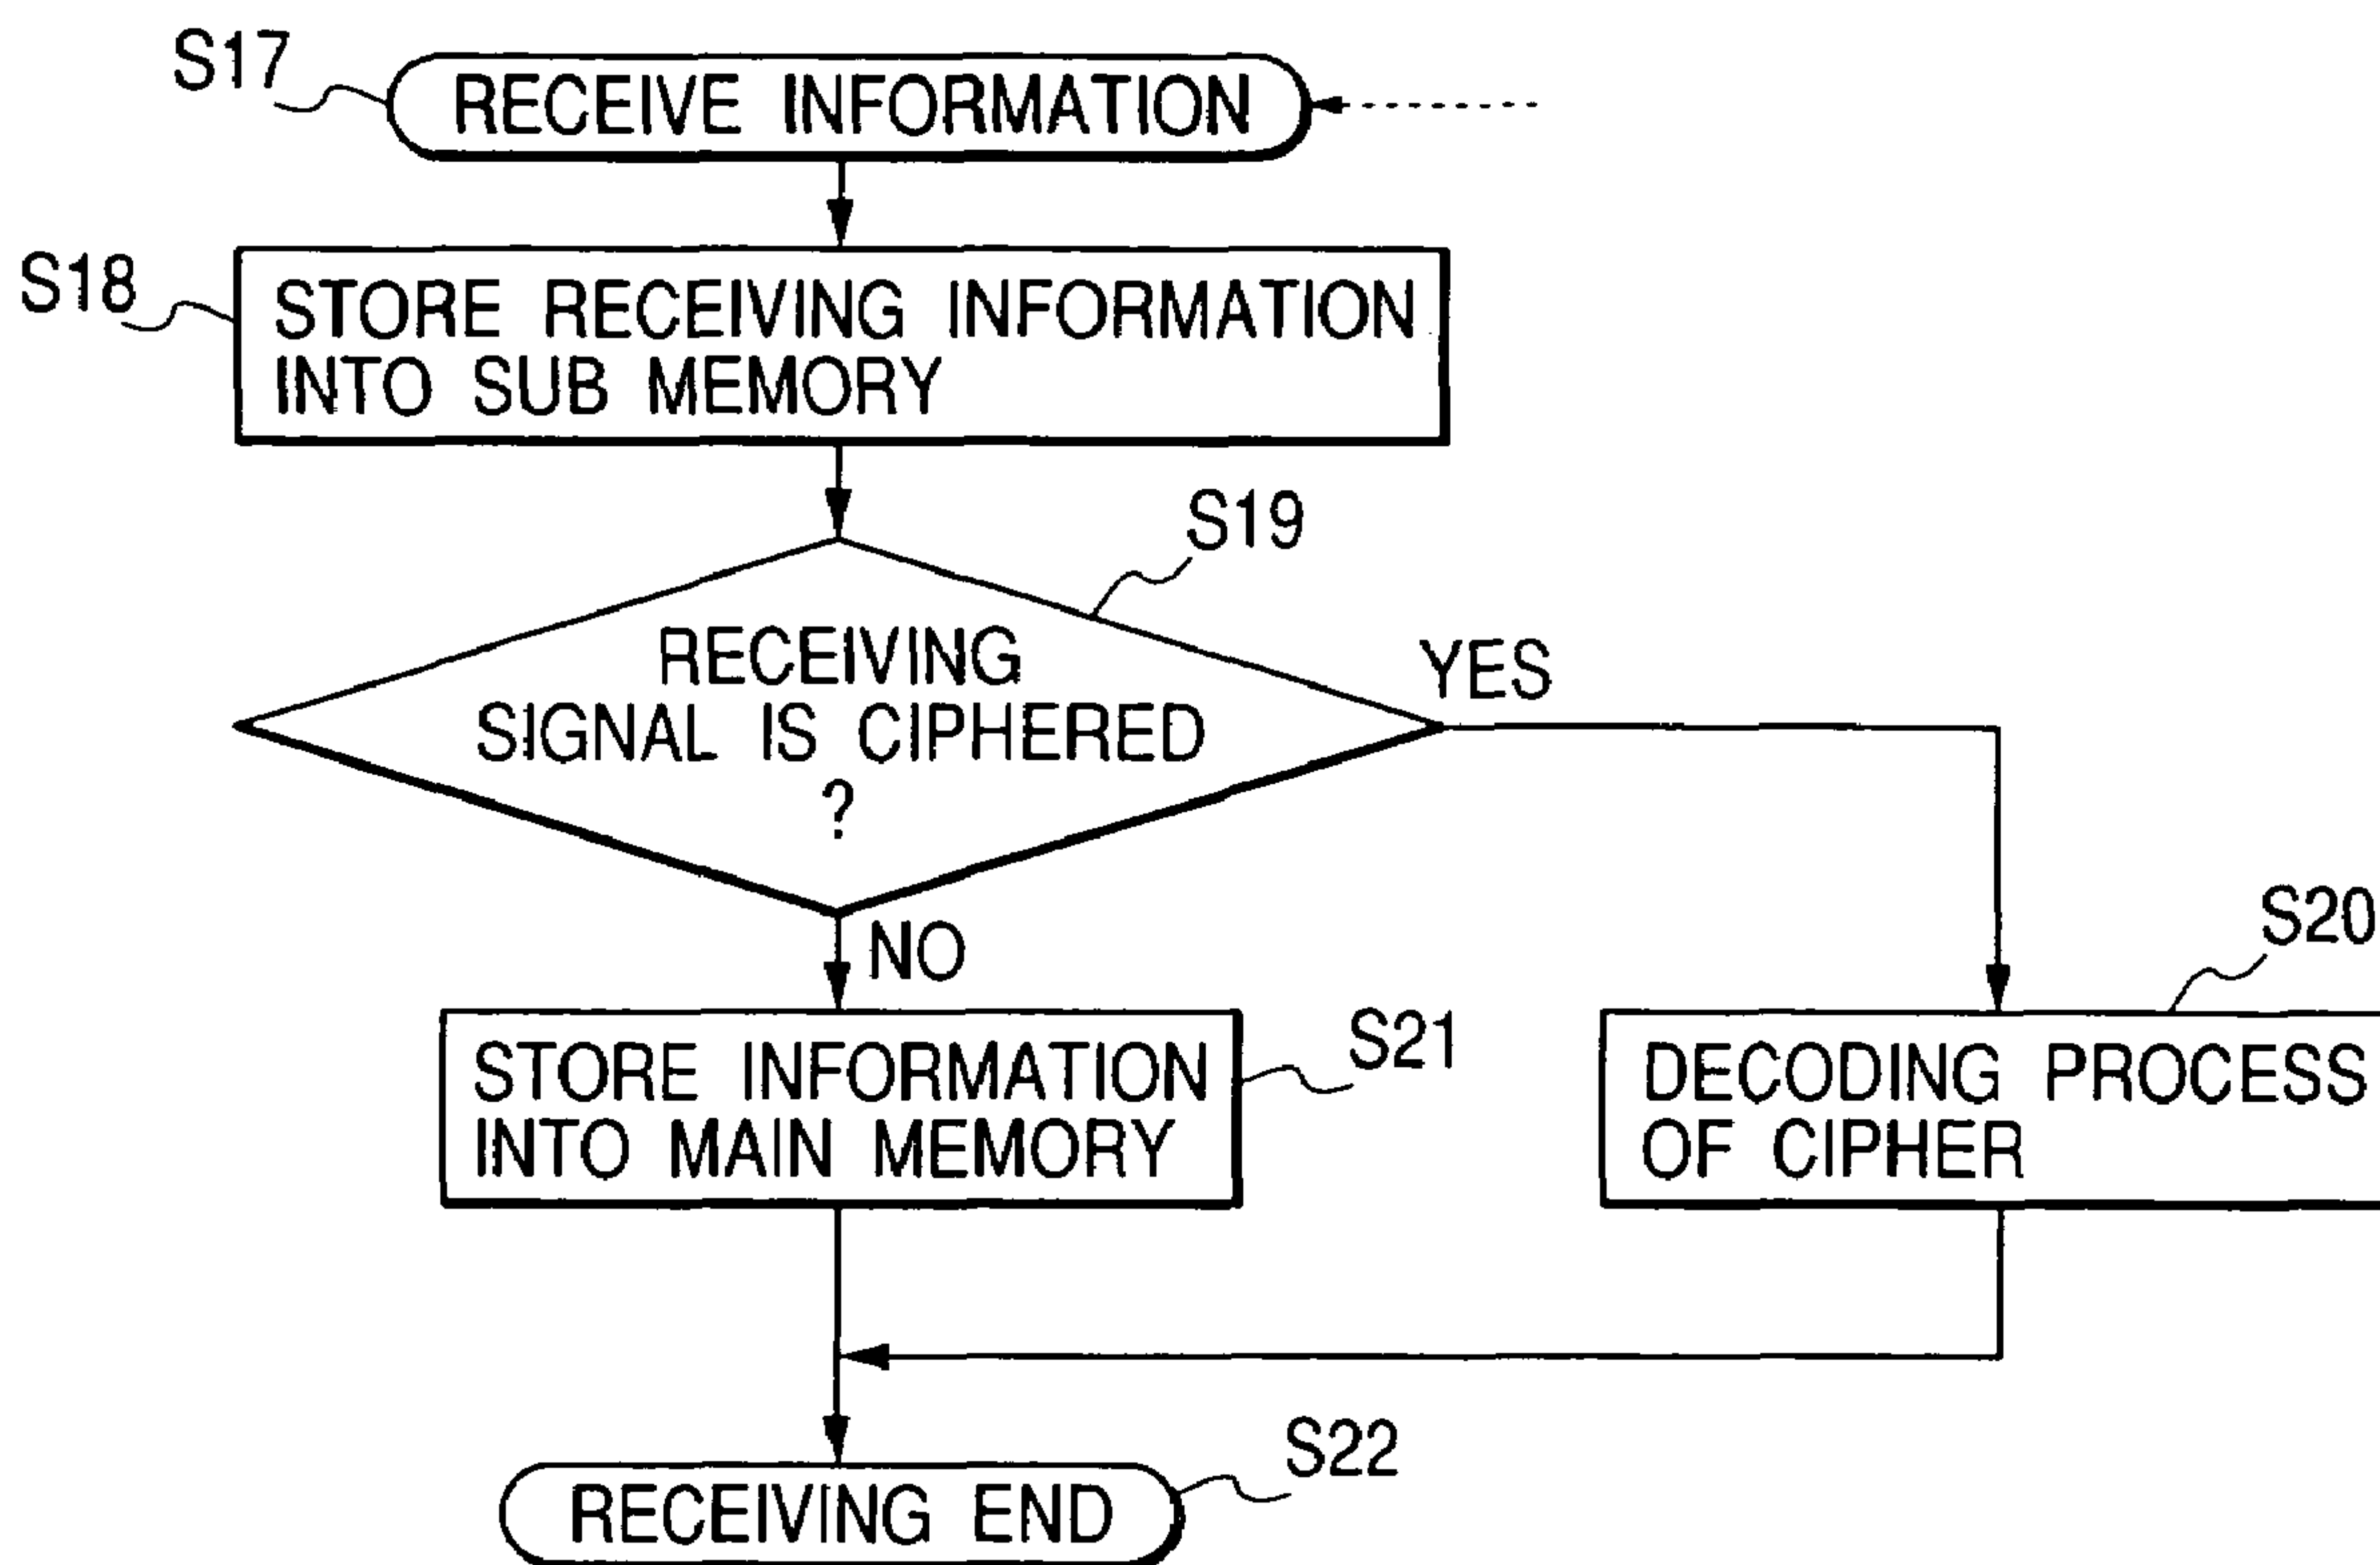 S17
RECEIVE INFORMATION
S18
STORE RECEIVING INFORMATION
INTO SUB MEMORY
S19
RECEIVING
SIGNAL IS CIPHERED
?
YES
NO
S20
S21
STORE INFORMATION
INTO MAIN MEMORY
DECODING PROCESS
OF CIPHER
S22
RECEIVING END